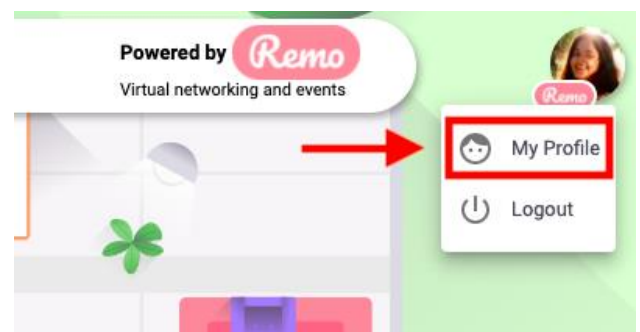 Powered by Remo
Virtual networking and events
Remo
My Profile
Logout